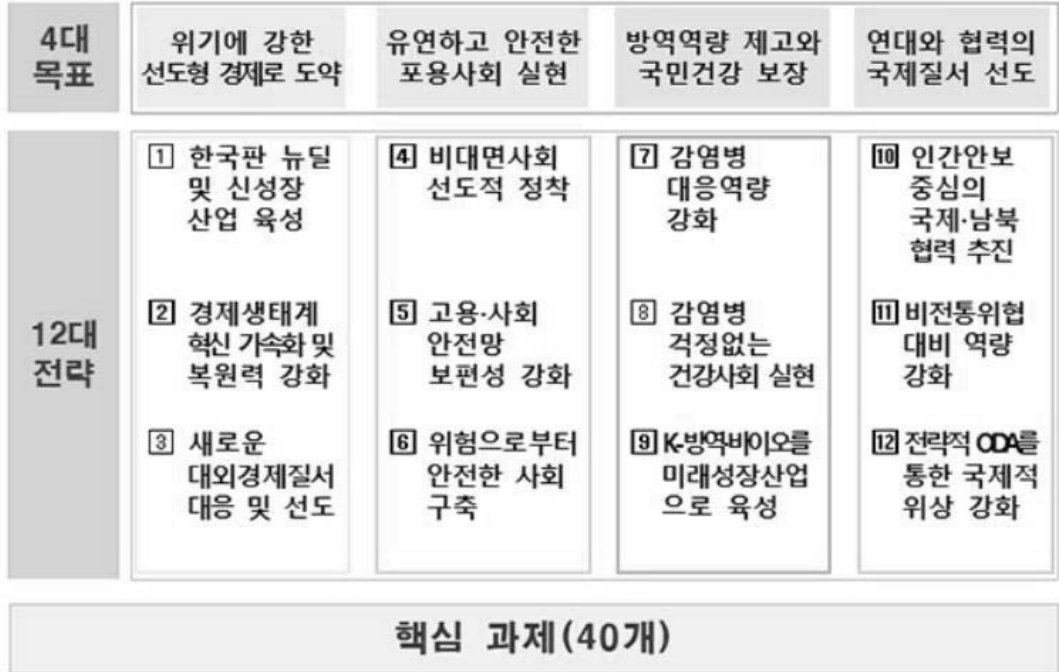 4대
목표
위기에 강한
선도형 경제로 도약
유연하고 안전한
포용사회 실현
방역역량 제고와
국민건강 보장
연대와 협력의
국제질서 선도
12대
전략
1 한국판 뉴딜
및 신성장
산업 육성
2 경제생태계
혁신 가속화 및
복원력 강화
3 새로운
대외경제질서
대응 및 선도
4 비대면사회
선도적 정착
5 고용·사회
안전망
보편성 강화
6 위험으로부터
안전한 사회
구축
7 감염병
대응역량
강화
8 감염병
걱정없는
건강사회 실현
9 K-방역·바이오를
미래성장산업
으로 육성
10 인간안보
중심의
국제·남북
협력 추진
11 비전통위협
대비 역량
강화
12 전략적 ODA를
통한 국제적
위상 강화
핵심 과제(40개)